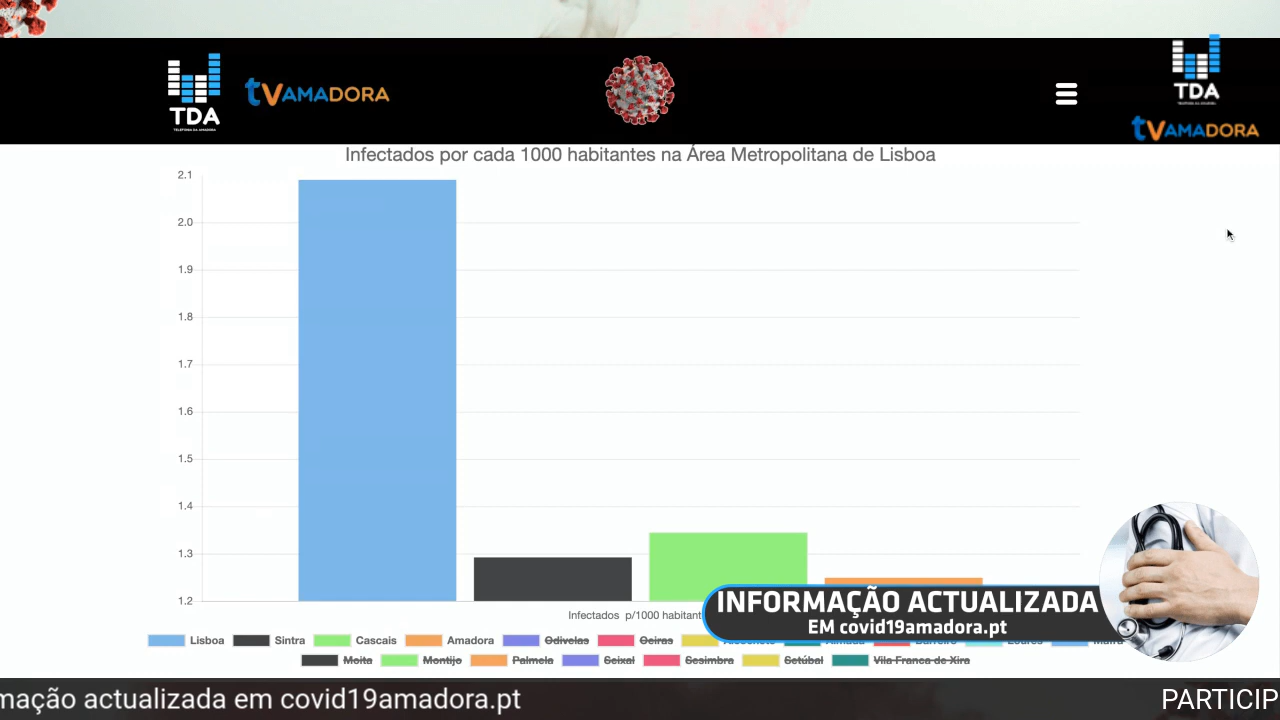 TDA
TELEFONIA DA AMADORA
tVAMADORA
TDA
tVAMADORA
Infectados por cada 1000 habitantes na Área Metropolitana de Lisboa
2.1
2.0
1.9
1.8
1.7
1.6
1.5
1.4
1.3
1.2
Infectados p/1000 habitant
INFORMAÇÃO ACTUALIZADA
EM covid19amadora.pt
Lisboa Sintra Cascais Amadora Odivelas Oeiras
Moita Montijo Palmela Seixal Sesimbra Setúbal Vila Franca de Xira
mação actualizada em covid19amadora.pt
PARTICIP